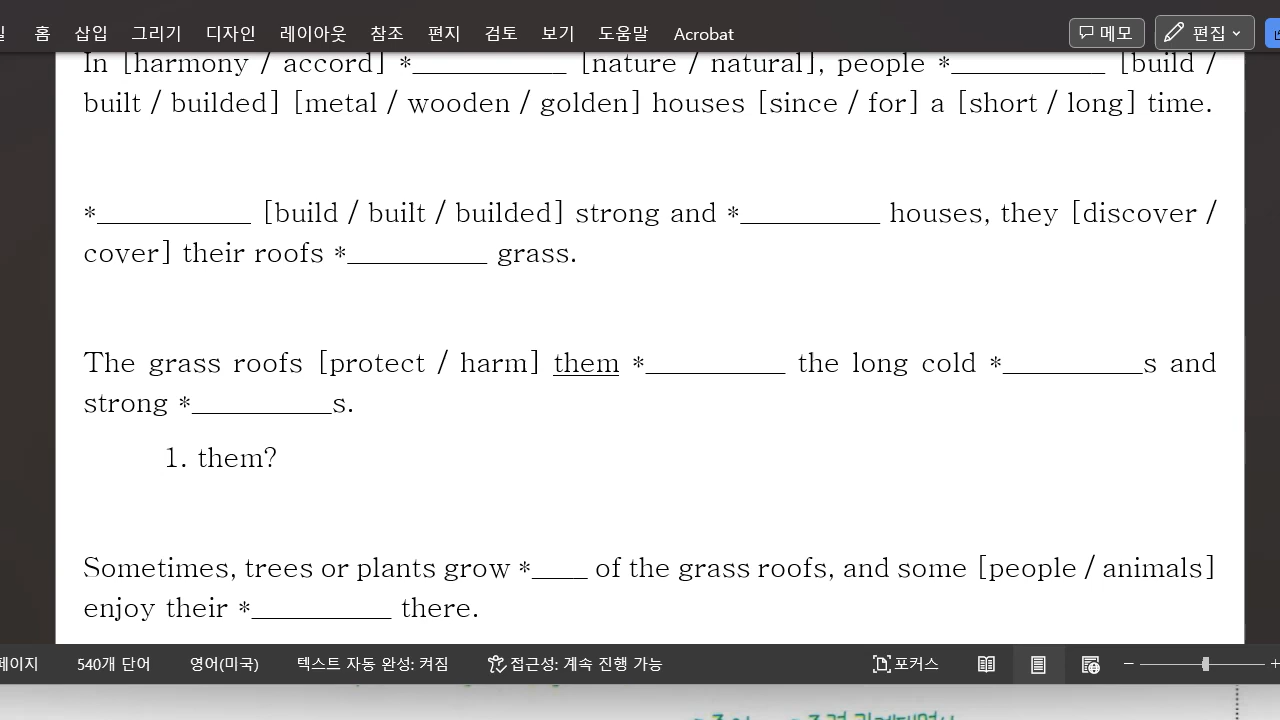 홈 삽입 그리기 디자인 레이아웃 참조 편지 검토 보기 도움말 Acrobat 메모 편집
In [harmony / accord] *___________ [nature / natural], people *___________ [build /
built / builded] [metal / wooden / golden] houses [since / for] a [short / long] time.
*___________ [build / built / builded] strong and *__________ houses, they [discover /
cover] their roofs *__________ grass.
The grass roofs [protect / harm] them *__________ the long cold *__________s and
strong *__________s.
1. them?
Sometimes, trees or plants grow *____ of the grass roofs, and some [people / animals]
enjoy their *__________ there.
페이지 540개 단어 영어(미국) 텍스트 자동 완성: 켜짐 접근성: 계속 진행 가능 포커스